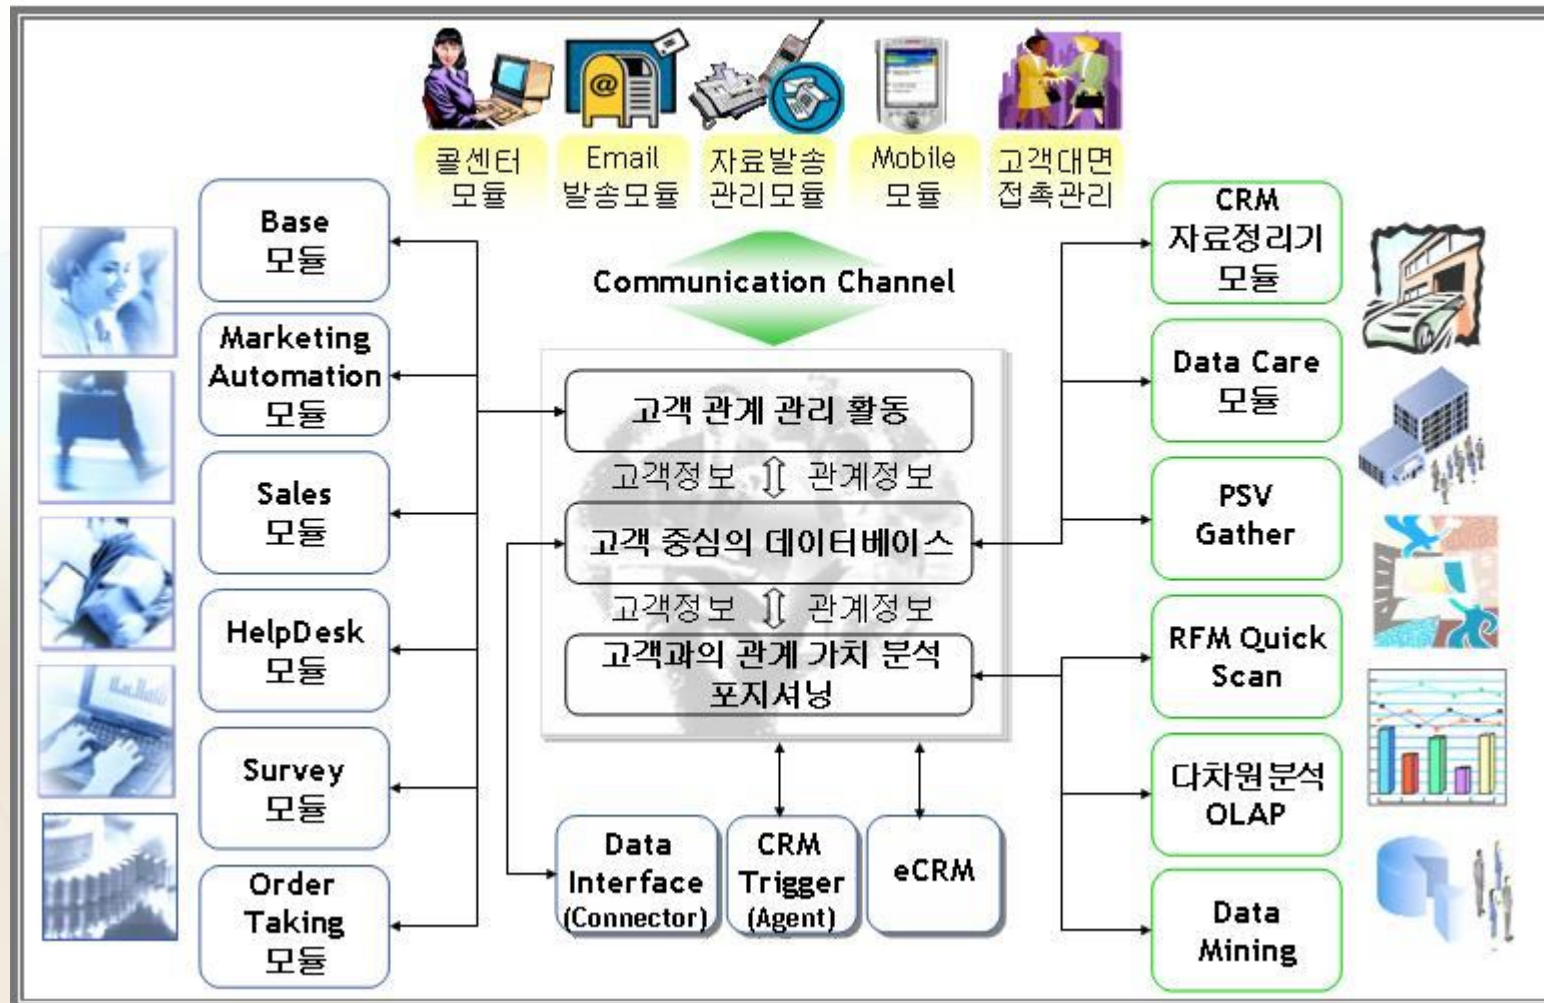 콜센터
모듈
Email
발송모듈
자료발송
관리모듈
Mobile
모듈
고객대면
접촉관리
Base
모듈
Marketing
Automation
모듈
Sales
모듈
HelpDesk
모듈
Survey
모듈
Order
Taking
모듈
Communication Channel
고객 관계 관리 활동
고객정보 관계정보
고객 중심의 데이터베이스
고객정보 관계정보
고객과의 관계 가치 분석
포지셔닝
Data
Interface
(Connector)
CRM
Trigger
(Agent)
eCRM
CRM
자료정리기
모듈
Data Care
모듈
PSV
Gather
RFM Quick
Scan
다차원분석
OLAP
Data
Mining